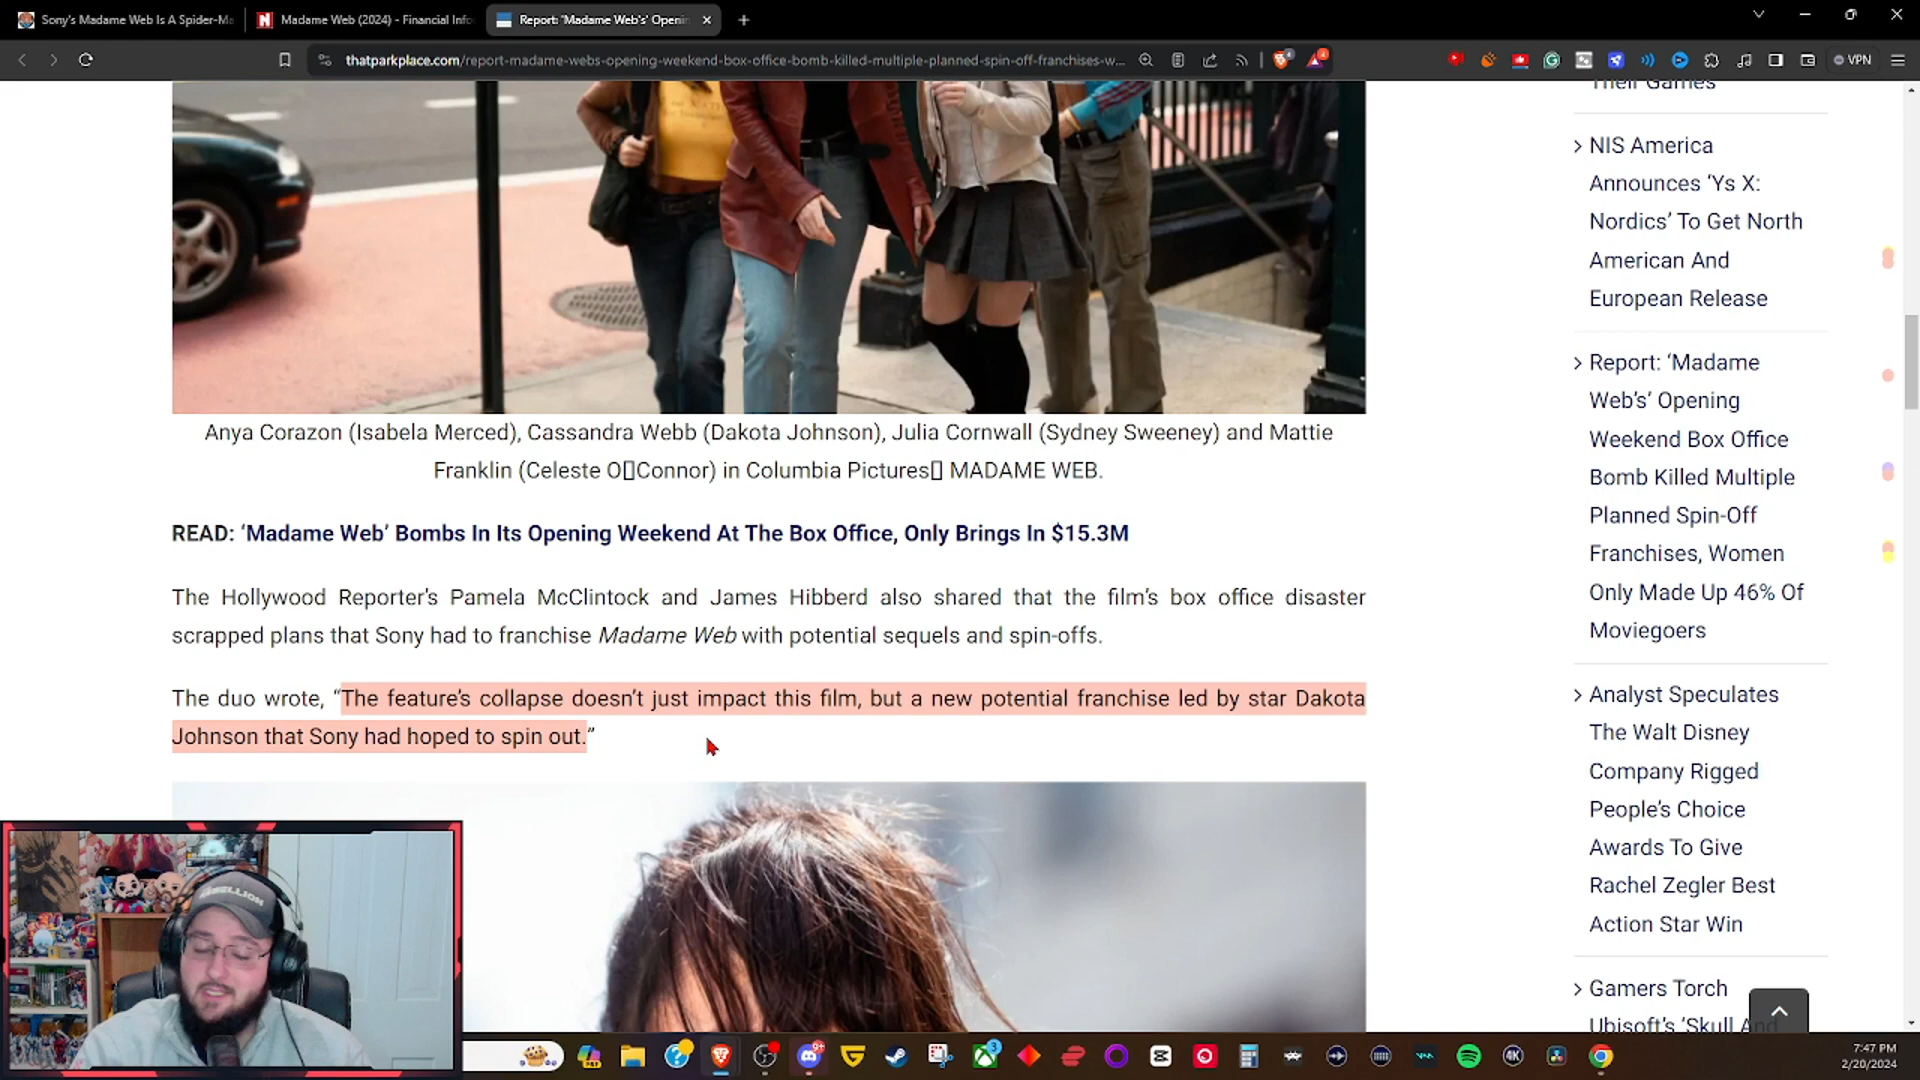 Sony's Madame Web Is A Spider-Ma
Madame Web (2024) - Financial Info
Report: 'Madame Web's' Openin
thatparkplace.com/report-madame-webs-opening-weekend-box-office-bomb-killed-multiple-planned-spin-off-franchises-w...
VPN
Anya Corazon (Isabela Merced), Cassandra Webb (Dakota Johnson), Julia Cornwall (Sydney Sweeney) and Mattie
Franklin (Celeste O▯Connor) in Columbia Pictures▯ MADAME WEB.
READ: ‘Madame Web’ Bombs In Its Opening Weekend At The Box Office, Only Brings In $15.3M
The Hollywood Reporter’s Pamela McClintock and James Hibberd also shared that the film’s box office disaster
scrapped plans that Sony had to franchise Madame Web with potential sequels and spin-offs.
The duo wrote, “The feature’s collapse doesn’t just impact this film, but a new potential franchise led by star Dakota
Johnson that Sony had hoped to spin out.”
Their Games
NIS America
Announces ‘Ys X:
Nordics’ To Get North
American And
European Release
Report: ‘Madame
Web’s’ Opening
Weekend Box Office
Bomb Killed Multiple
Planned Spin-Off
Franchises, Women
Only Made Up 46% Of
Moviegoers
Analyst Speculates
The Walt Disney
Company Rigged
People’s Choice
Awards To Give
Rachel Zegler Best
Action Star Win
Gamers Torch
Ubisoft’s ‘Skull And
REBELLION
7:47 PM
2/20/2024